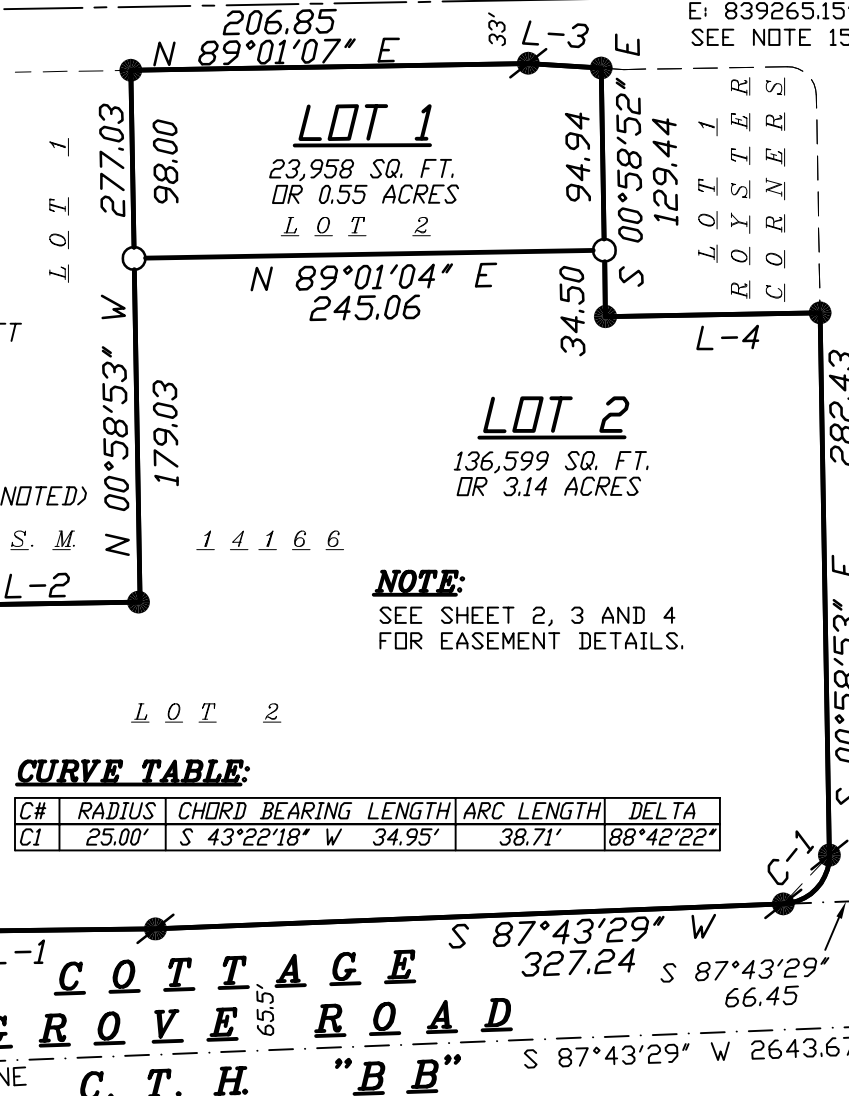 206.85
N 89°01'07" E
33'
L-3
E: 839265.15
SEE NOTE 15
LOT 1
23,958 SQ. FT.
OR 0.55 ACRES
LOT 2
277.03
98.00
94.94
S 00°58'52" E
129.44
LOT 1
LOT 1
ROYSTER
CORNERS
N 89°01'04" E
245.06
34.50
L-4
N 00°58'53" W
179.03
LOT 2
136,599 SQ. FT.
OR 3.14 ACRES
282.43
NOTED)
S. M. 14166
L-2
NOTE:
SEE SHEET 2, 3 AND 4
FOR EASEMENT DETAILS.
S 00°58'53" E
LOT 2
CURVE TABLE:
C# RADIUS CHORD BEARING LENGTH ARC LENGTH DELTA
C1 25.00' S 43°22'18" W 34.95' 38.71' 88°42'22"
C-1
L-1
S 87°43'29" W
327.24
S 87°43'29"
66.45
COTTAGE
GROVE ROAD
65.5'
S 87°43'29" W 2643.67
C. T. H. "BB"